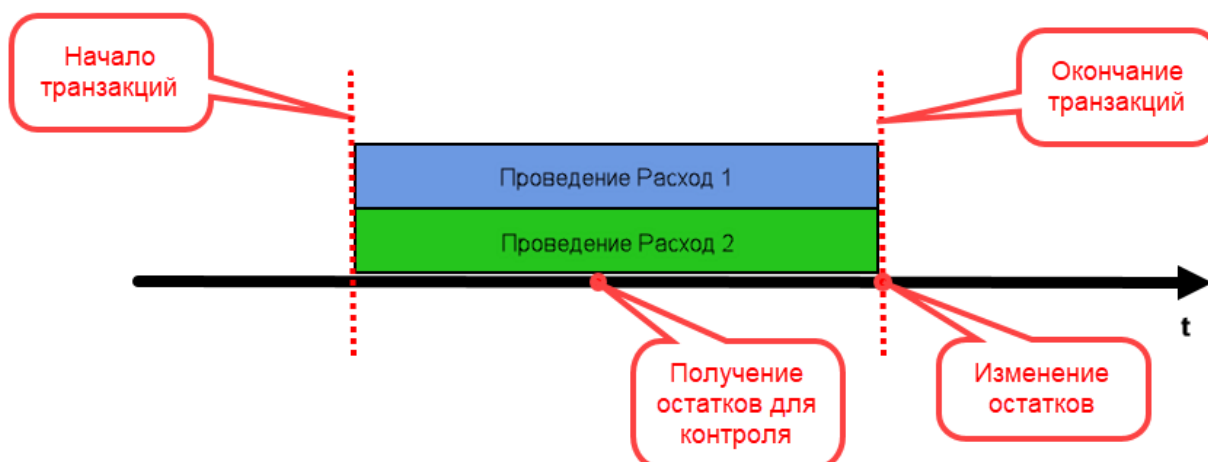 Начало
транзакций
Окончание
транзакций
Проведение Расход 1
Проведение Расход 2
t
Получение
остатков для
контроля
Изменение
остатков